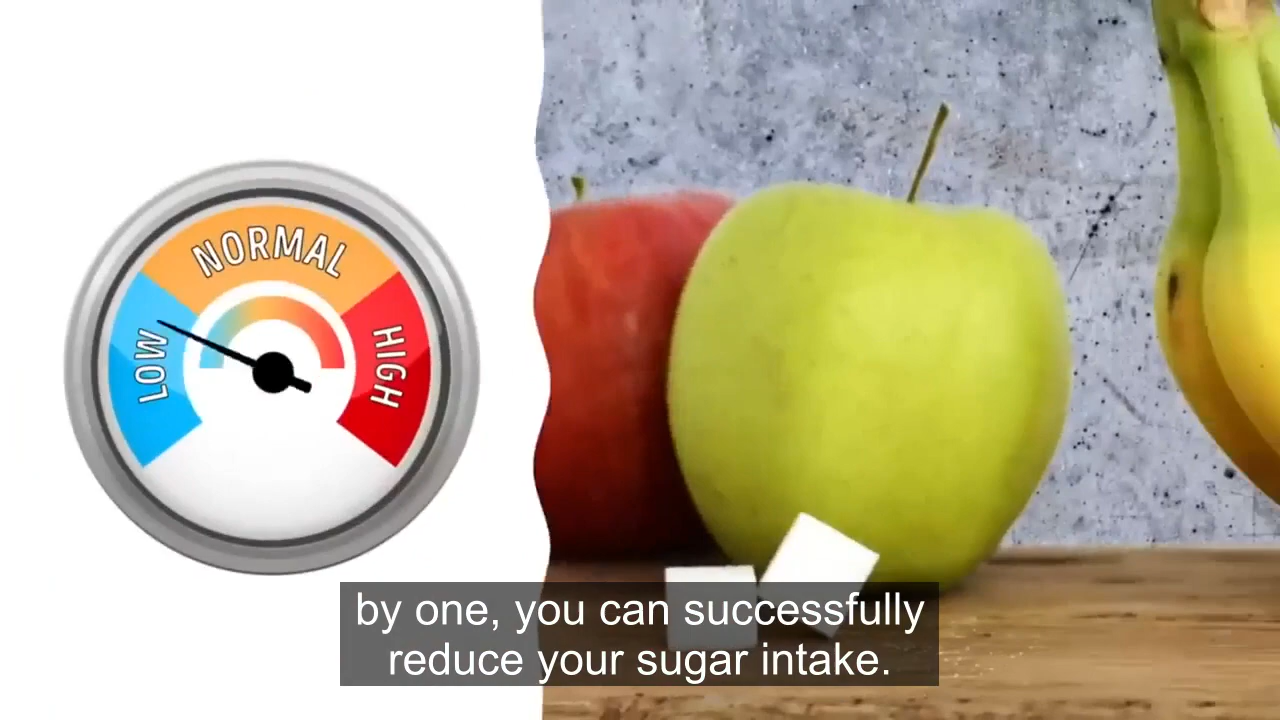 NORMAL
LOW
HIGH
by one, you can successfully
reduce your sugar intake.